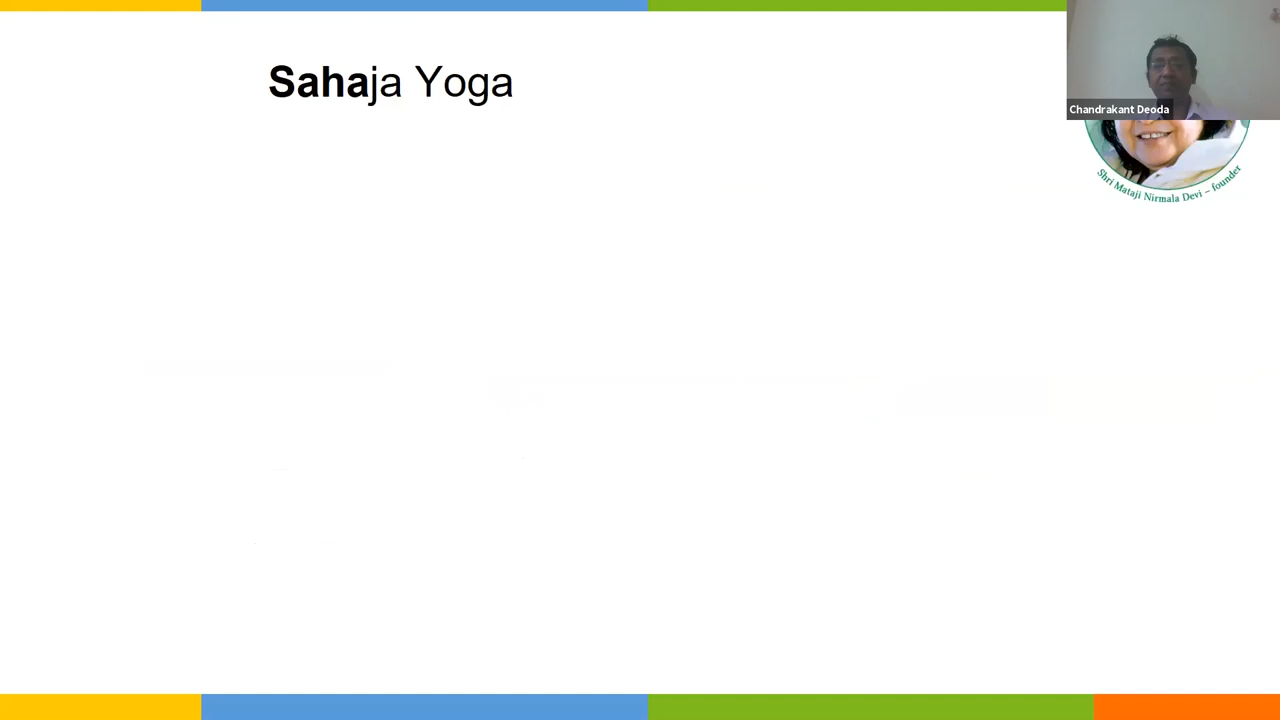 Sahaja Yoga
Chandrakant Deoda
Shri Mataji Nirmala Devi – founder